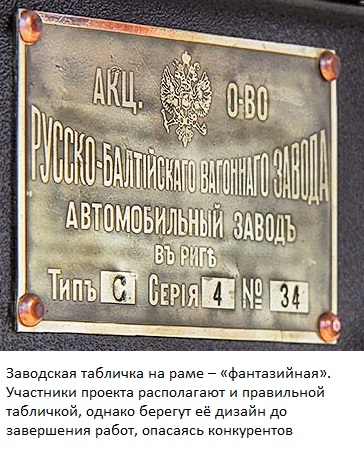 АКЦ. О-ВО
РУССКО-БАЛТІЙСКАГО ВАГОННАГО ЗАВОДА
АВТОМОБИЛЬНЫЙ ЗАВОДЪ
ВЪ РИГѢ
ТИПЪ С СЕРІЯ 4 № 34
Заводская табличка на раме – «фантазийная».
Участники проекта располагают и правильной
табличкой, однако берегут её дизайн до
завершения работ, опасаясь конкурентов